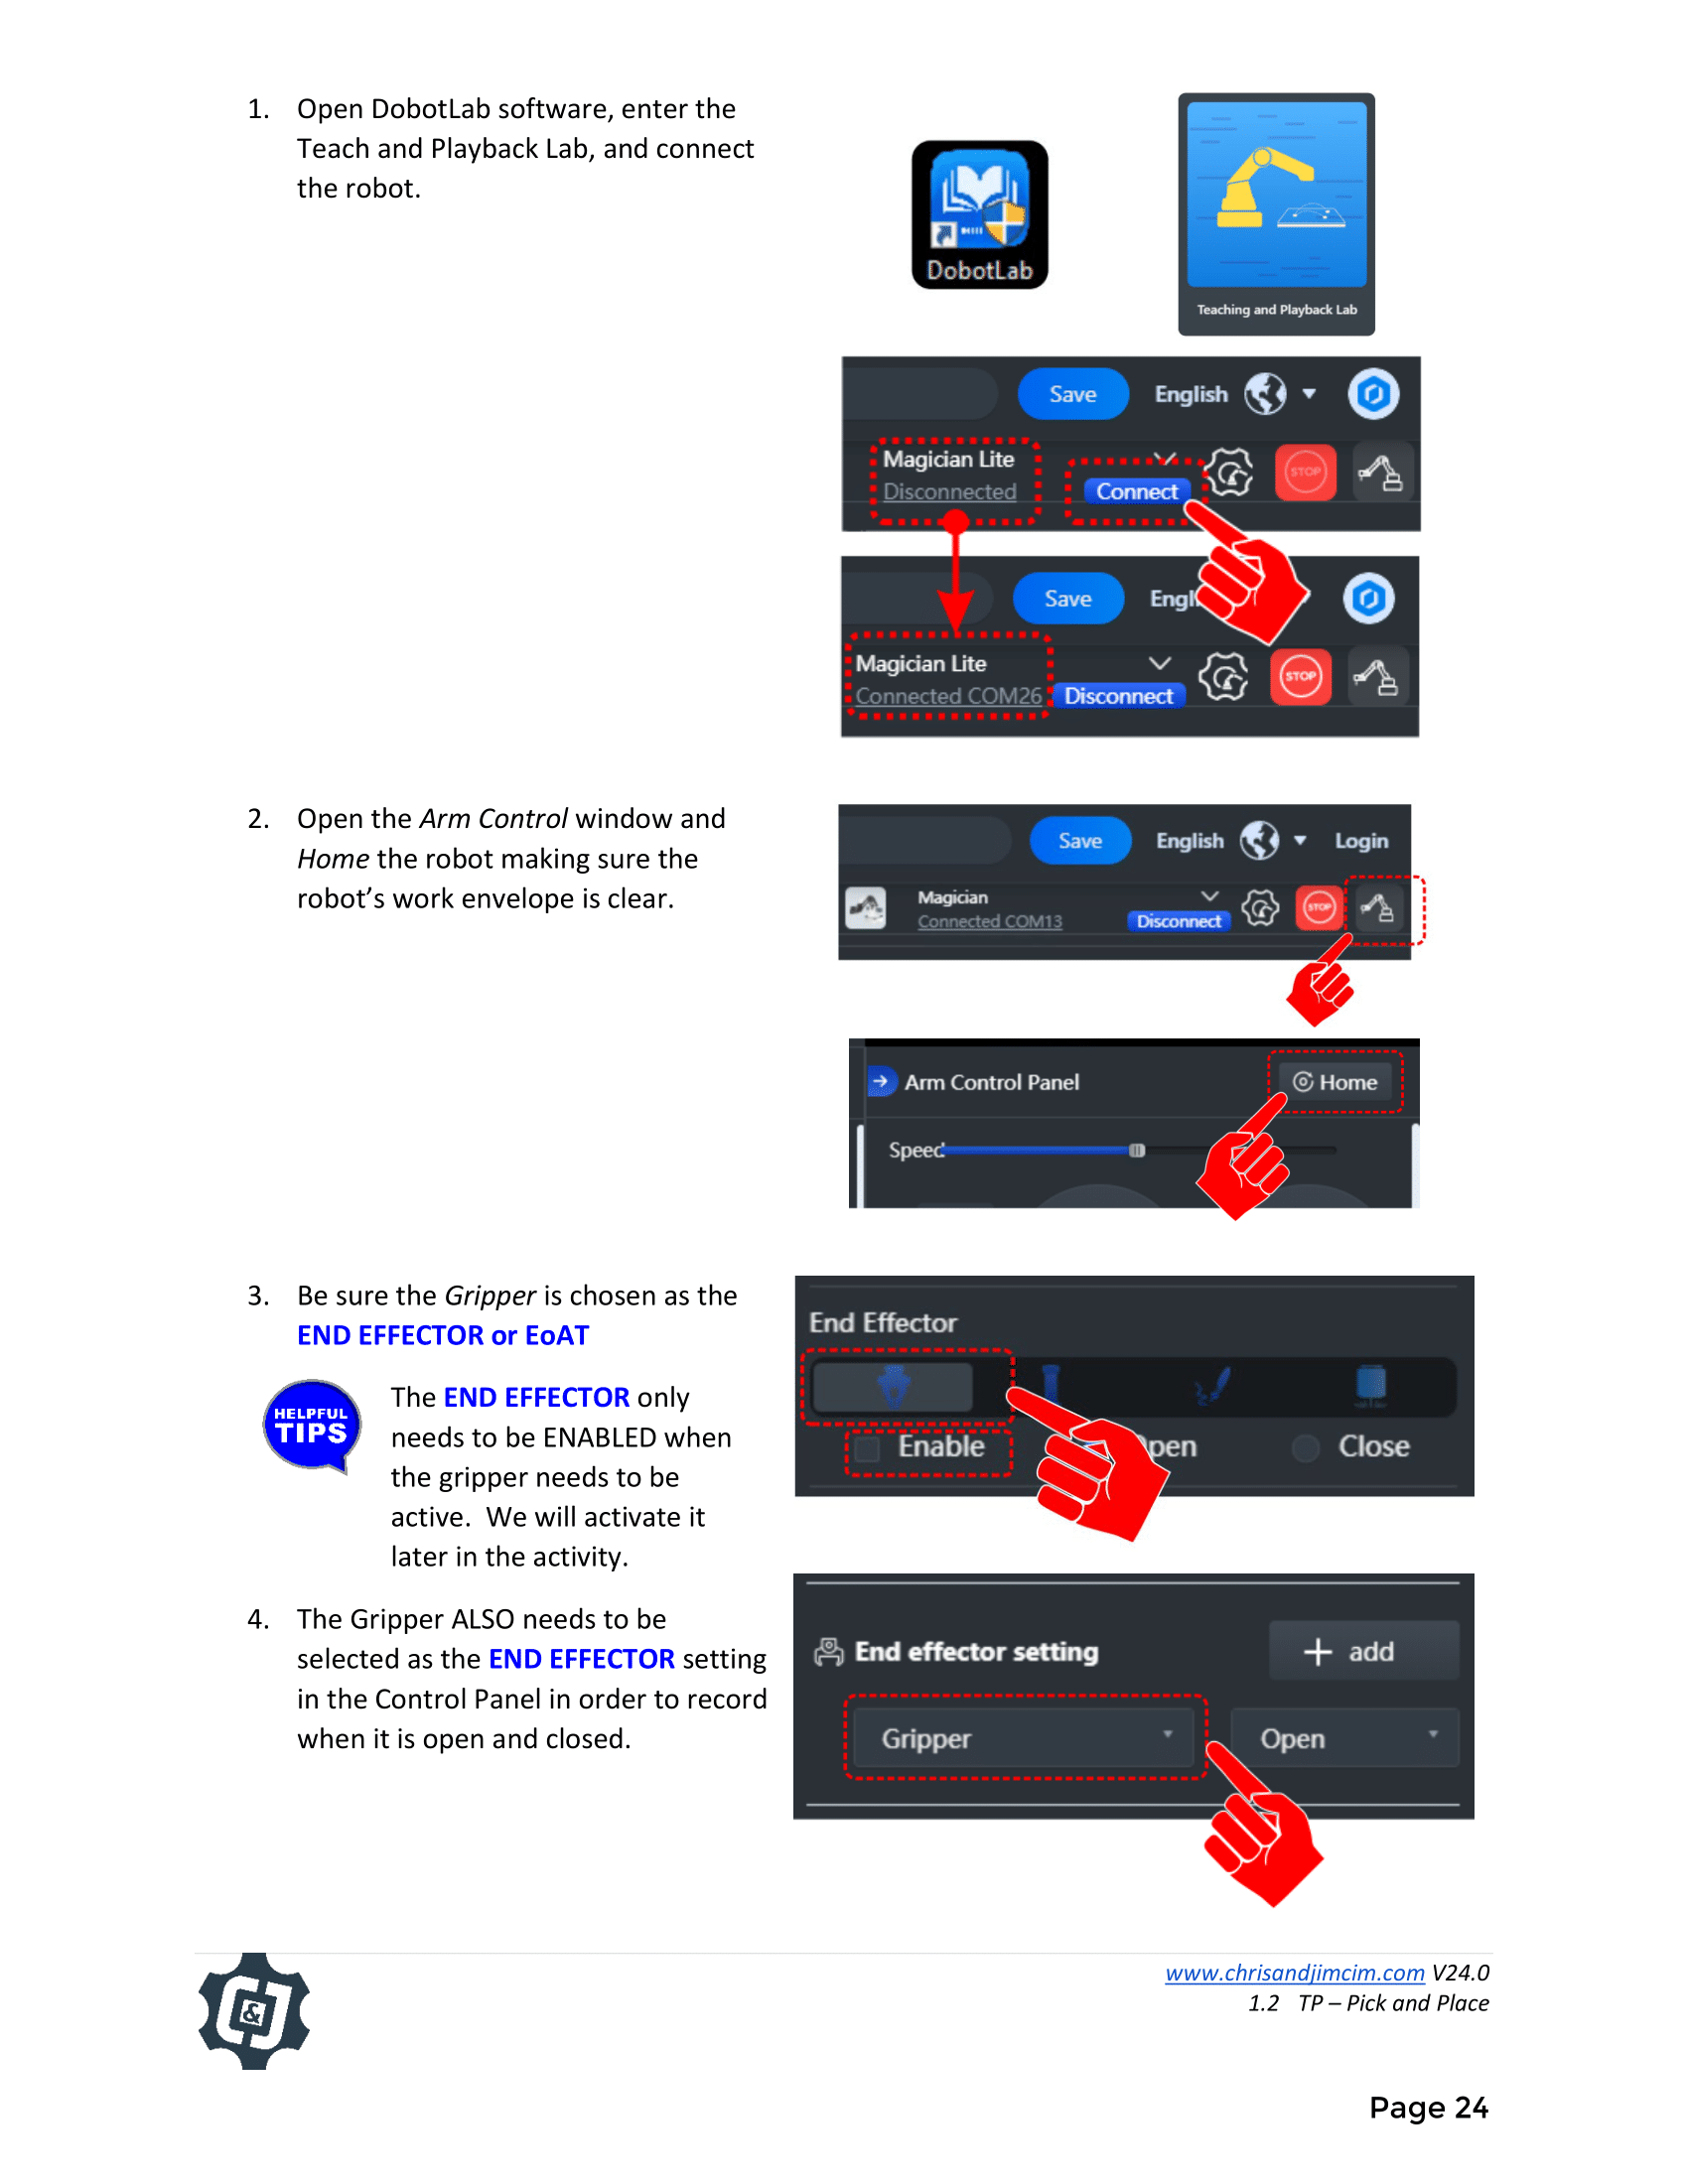 1. Open DobotLab software, enter the
Teach and Playback Lab, and connect
the robot.
DobotLab
Teaching and Playback Lab
Save English
Magician Lite
Disconnected
Connect
STOP
Save
Magician Lite
Connected COM26
Disconnect
STOP
2. Open the Arm Control window and
Home the robot making sure the
robot’s work envelope is clear.
Save English Login
Magician
Connected COM13
Disconnect
STOP
Arm Control Panel Home
Speed
3. Be sure the Gripper is chosen as the
END EFFECTOR or EoAT
HELPFUL
TIPS
The END EFFECTOR only
needs to be ENABLED when
the gripper needs to be
active. We will activate it
later in the activity.
End Effector
Enable Close
4. The Gripper ALSO needs to be
selected as the END EFFECTOR setting
in the Control Panel in order to record
when it is open and closed.
End effector setting + add
Gripper Open
www.chrisandjimcim.com V24.0
1.2 TP – Pick and Place
C&J
Page 24